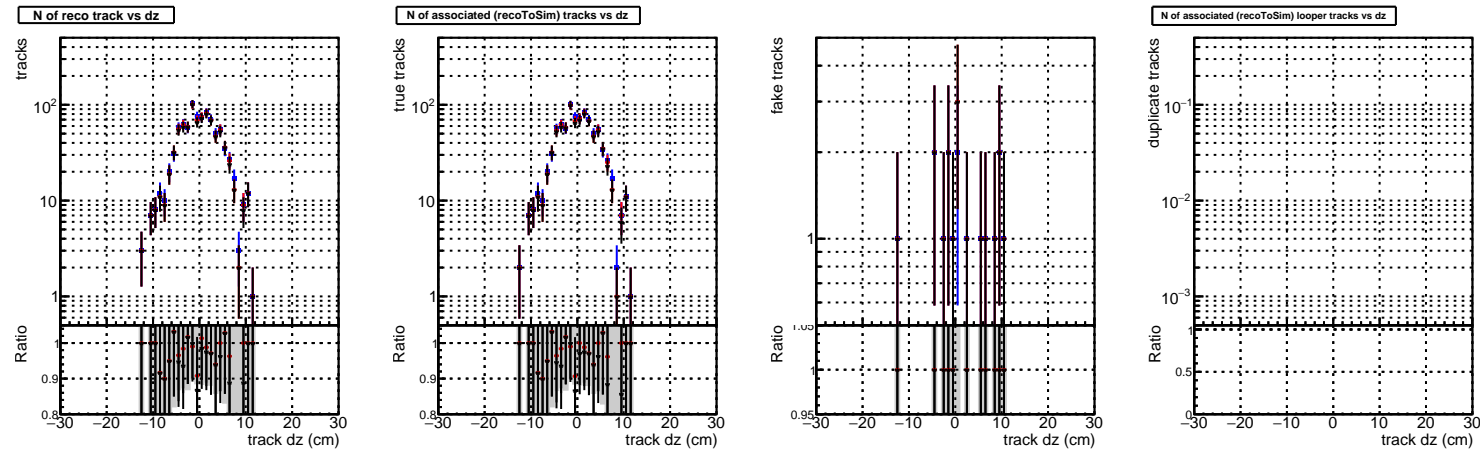 N of reco track vs dz
tracks
10²
10
1
Ratio
1
0.9
0.8
−30 −20 −10 0 10 20 30
track dz (cm)
N of associated (recoToSim) tracks vs dz
true tracks
10²
10
1
Ratio
1
0.9
0.8
−30 −20 −10 0 10 20 30
track dz (cm)
fake tracks
1
Ratio
1.05
1
0.95
−30 −20 −10 0 10 20 30
track dz (cm)
N of associated (recoToSim) looper tracks vs dz
duplicate tracks
10⁻¹
10⁻²
10⁻³
Ratio
1
0.5
0
−30 −20 −10 0 10 20 30
track dz (cm)